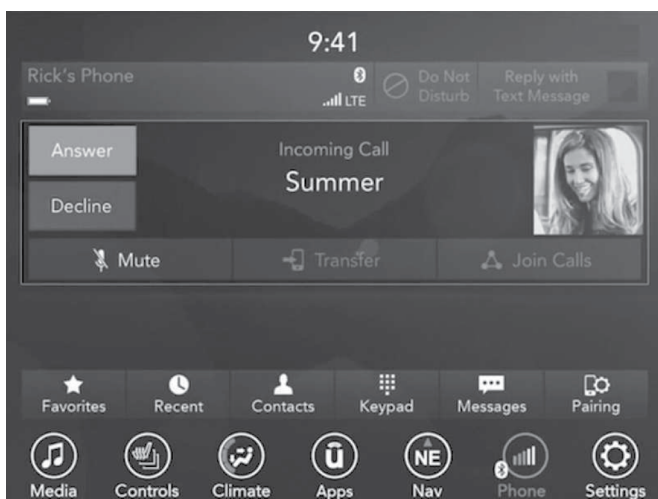 9:41
Rick's Phone
LTE
Do Not
Disturb
Reply with
Text Message
Answer
Incoming Call
Summer
Decline
Mute
Transfer
Join Calls
Favorites
Recent
Contacts
Keypad
Messages
Pairing
ū
NE
Media
Controls
Climate
Apps
Nav
Phone
Settings